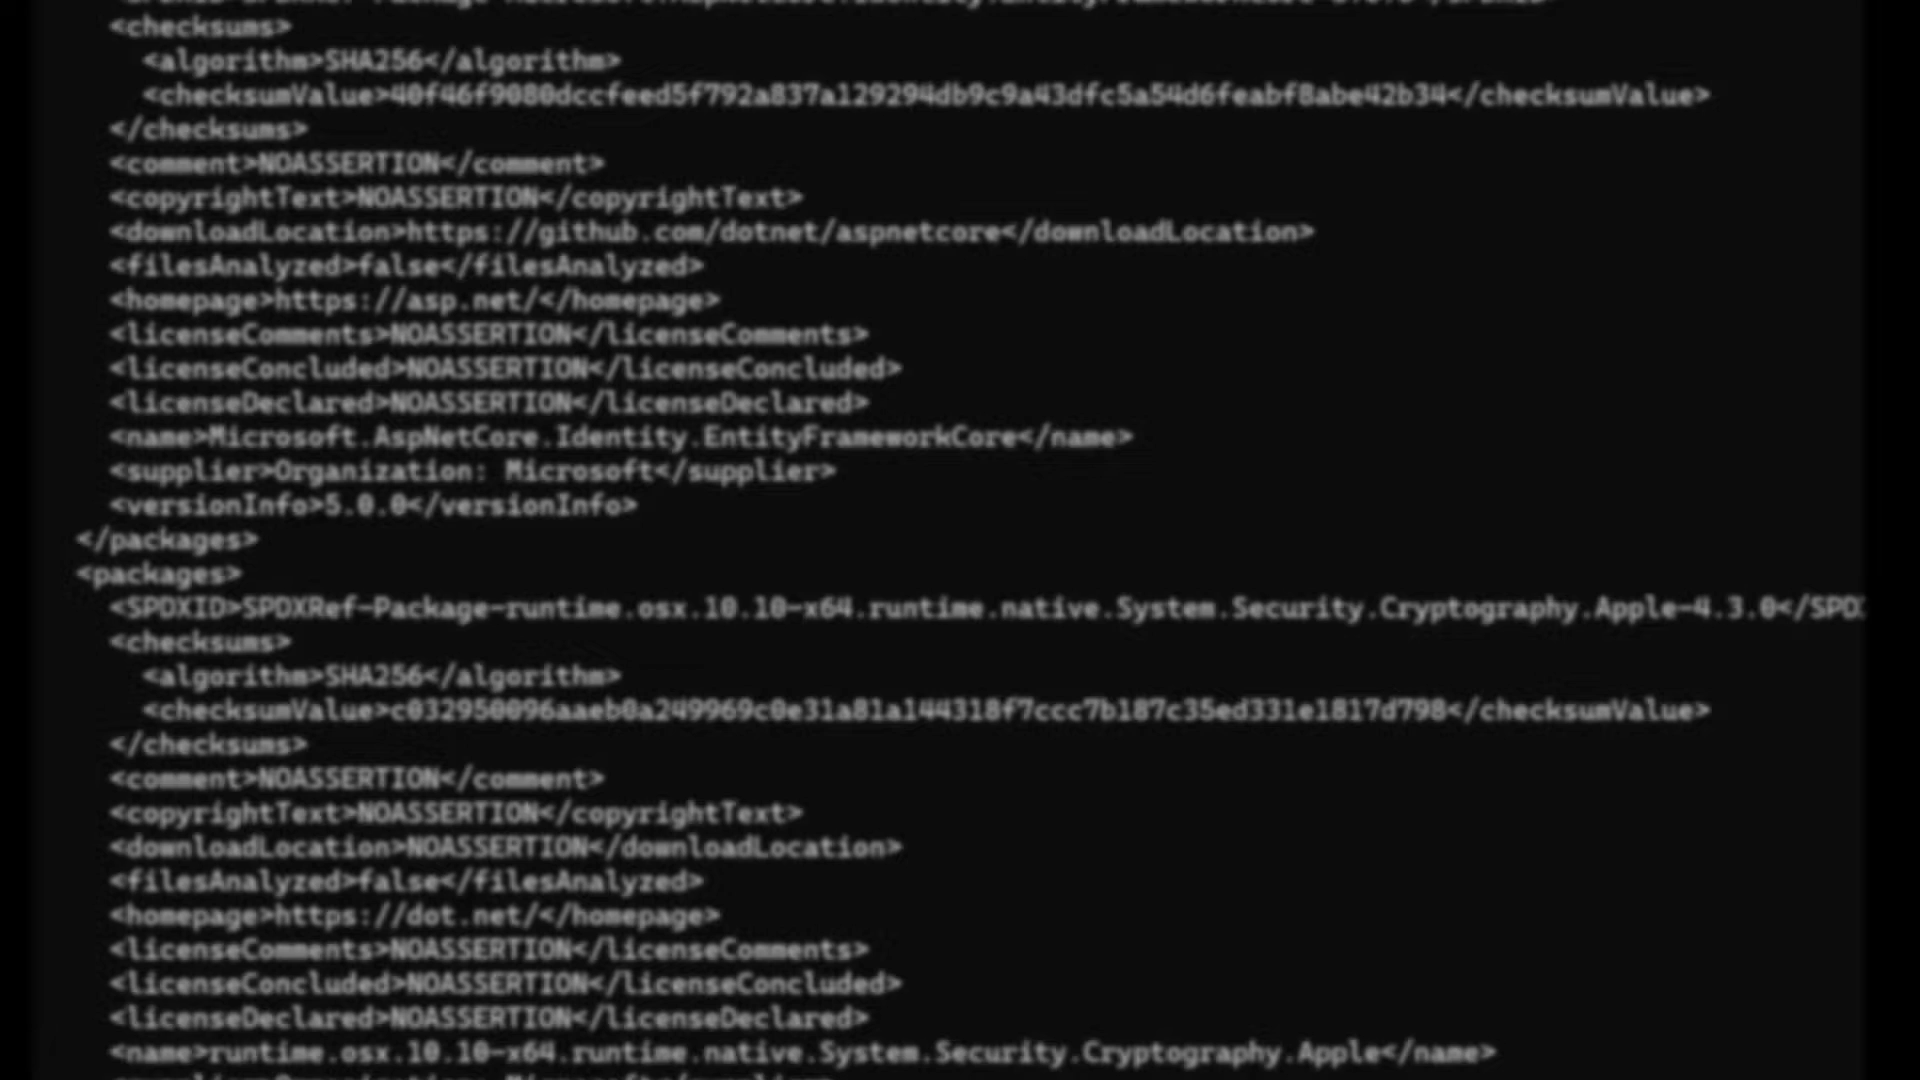 <checksums>
<algorithm>SHA256</algorithm>
<checksumValue>40f46f9080dccfeed5f792a837a129294db9c9a43dfc5a54d6feabf8abe42b34</checksumValue>
</checksums>
<comment>NOASSERTION</comment>
<copyrightText>NOASSERTION</copyrightText>
<downloadLocation>https://github.com/dotnet/aspnetcore</downloadLocation>
<filesAnalyzed>false</filesAnalyzed>
<homepage>https://asp.net/</homepage>
<licenseComments>NOASSERTION</licenseComments>
<licenseConcluded>NOASSERTION</licenseConcluded>
<licenseDeclared>NOASSERTION</licenseDeclared>
<name>Microsoft.AspNetCore.Identity.EntityFrameworkCore</name>
<supplier>Organization: Microsoft</supplier>
<versionInfo>5.0.0</versionInfo>
</packages>
<packages>
<SPDXID>SPDXRef-Package-runtime.osx.10.10-x64.runtime.native.System.Security.Cryptography.Apple-4.3.0</SPD
<checksums>
<algorithm>SHA256</algorithm>
<checksumValue>c032950096aaeb0a249969c0e31a81a144318f7ccc7b187c35ed331e1817d798</checksumValue>
</checksums>
<comment>NOASSERTION</comment>
<copyrightText>NOASSERTION</copyrightText>
<downloadLocation>NOASSERTION</downloadLocation>
<filesAnalyzed>false</filesAnalyzed>
<homepage>https://dot.net/</homepage>
<licenseComments>NOASSERTION</licenseComments>
<licenseConcluded>NOASSERTION</licenseConcluded>
<licenseDeclared>NOASSERTION</licenseDeclared>
<name>runtime.osx.10.10-x64.runtime.native.System.Security.Cryptography.Apple</name>